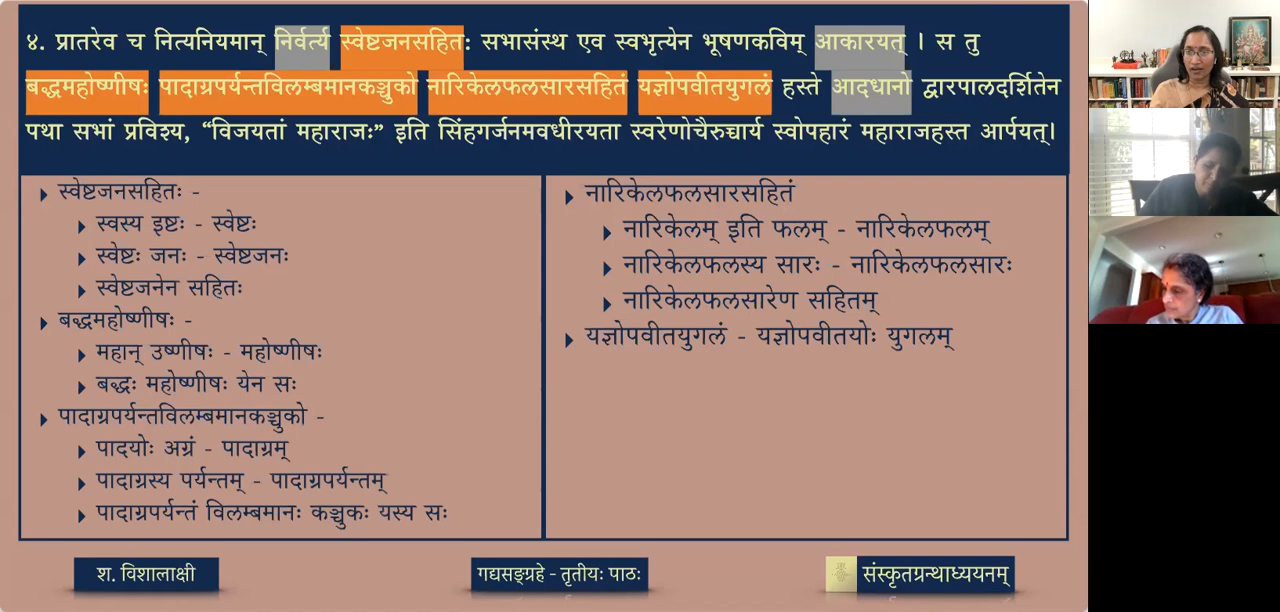 ४. प्रातरेव च नित्यनियमान् निर्वर्त्य स्वेष्टजनसहितः सभासंस्थ एव स्वभृत्येन भूषणकविम् आकारयत् । स तु
बद्धमहोष्णीषः पादाग्रपर्यन्तविलम्बमानकञ्चुको नारिकेलफलसारसहितं यज्ञोपवीतयुगलं हस्ते आदधानो द्वारपालदर्शितेन
पथा सभां प्रविश्य, “विजयतां महाराजः” इति सिंहगर्जनमवधीरयता स्वरेणोचैरुच्चार्य स्वोपहारं महाराजहस्त आर्पयत्।
स्वेष्टजनसहितः -
स्वस्य इष्टः - स्वेष्टः
स्वेष्टः जनः - स्वेष्टजनः
स्वेष्टजनेन सहितः
बद्धमहोष्णीषः -
महान् उष्णीषः - महोष्णीषः
बद्धः महोष्णीषः येन सः
पादाग्रपर्यन्तविलम्बमानकञ्चुको -
पादयोः अग्रं - पादाग्रम्
पादाग्रस्य पर्यन्तम् - पादाग्रपर्यन्तम्
पादाग्रपर्यन्तं विलम्बमानः कञ्चुकः यस्य सः
नारिकेलफलसारसहितं
नारिकेलम् इति फलम् - नारिकेलफलम्
नारिकेलफलस्य सारः - नारिकेलफलसारः
नारिकेलफलसारेण सहितम्
यज्ञोपवीतयुगलं - यज्ञोपवीतयोः युगलम्
श. विशालाक्षी
गद्यसङ्ग्रहे - तृतीयः पाठः
संस्कृतग्रन्थाध्ययनम्